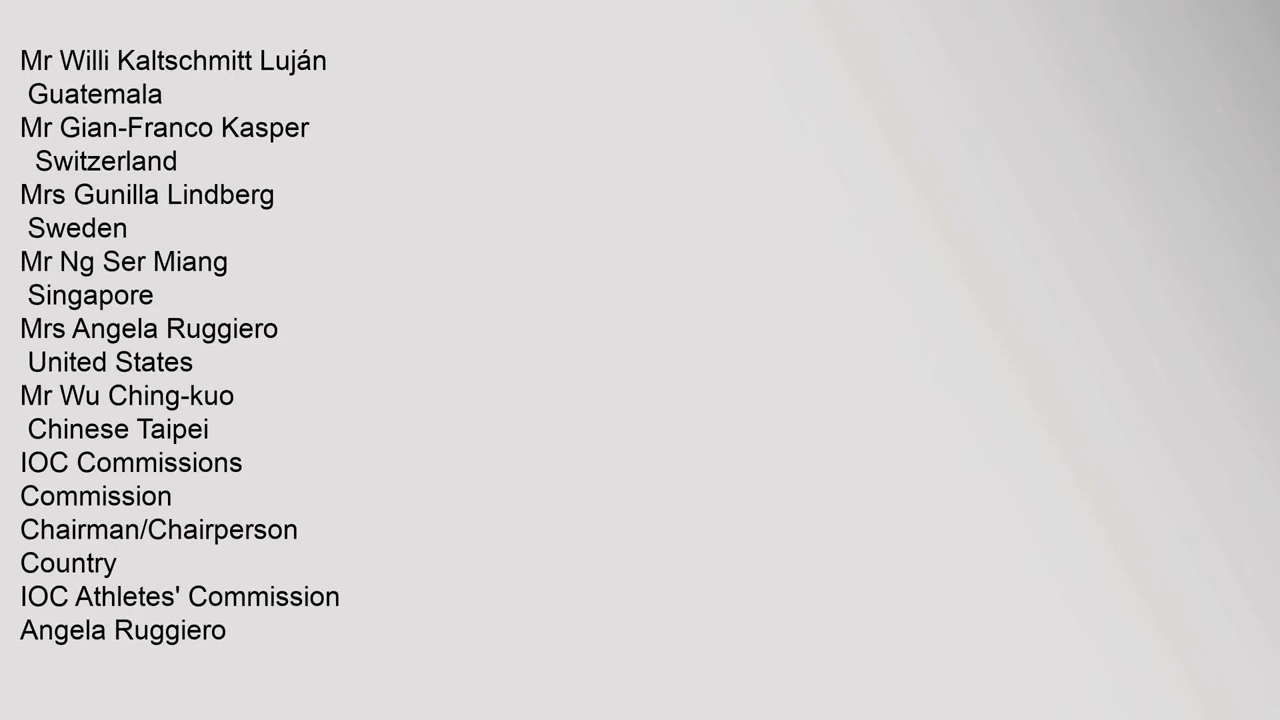 Mr Willi Kaltschmitt Luján
Guatemala
Mr Gian-Franco Kasper
Switzerland
Mrs Gunilla Lindberg
Sweden
Mr Ng Ser Miang
Singapore
Mrs Angela Ruggiero
United States
Mr Wu Ching-kuo
Chinese Taipei
IOC Commissions
Commission
Chairman/Chairperson
Country
IOC Athletes' Commission
Angela Ruggiero